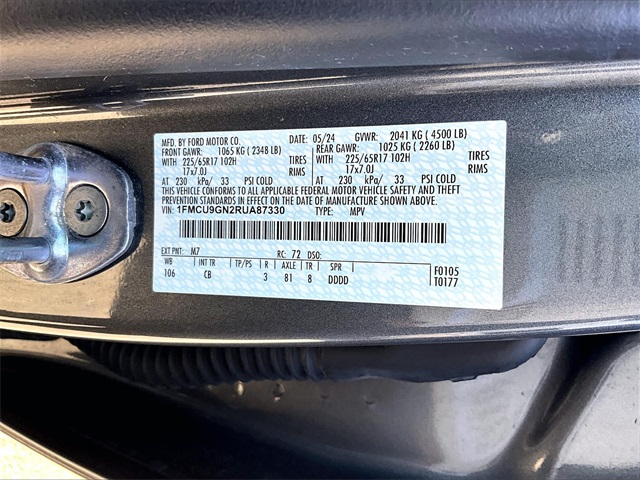 MFD. BY FORD MOTOR CO. DATE: 05/24 GVWR: 2041 KG ( 4500 LB)
FRONT GAWR: 1065 KG ( 2348 LB) REAR GAWR: 1025 KG ( 2260 LB)
WITH 225/65R17 102H TIRES WITH 225/65R17 102H TIRES
17x7.0J RIMS 17x7.0J RIMS
AT 230 kPa/ 33 PSI COLD AT 230 kPa/ 33 PSI COLD
THIS VEHICLE CONFORMS TO ALL APPLICABLE FEDERAL MOTOR VEHICLE SAFETY AND THEFT
PREVENTION STANDARDS IN EFFECT ON THE DATE OF MANUFACTURE SHOWN ABOVE.
VIN: 1FMCU9GN2RUA87330 TYPE: MPV
EXT PNT: M7 RC: 72 DSO:
WB INT TR TP/PS R AXLE TR SPR F0105
106 CB 3 81 8 DDDD T0177